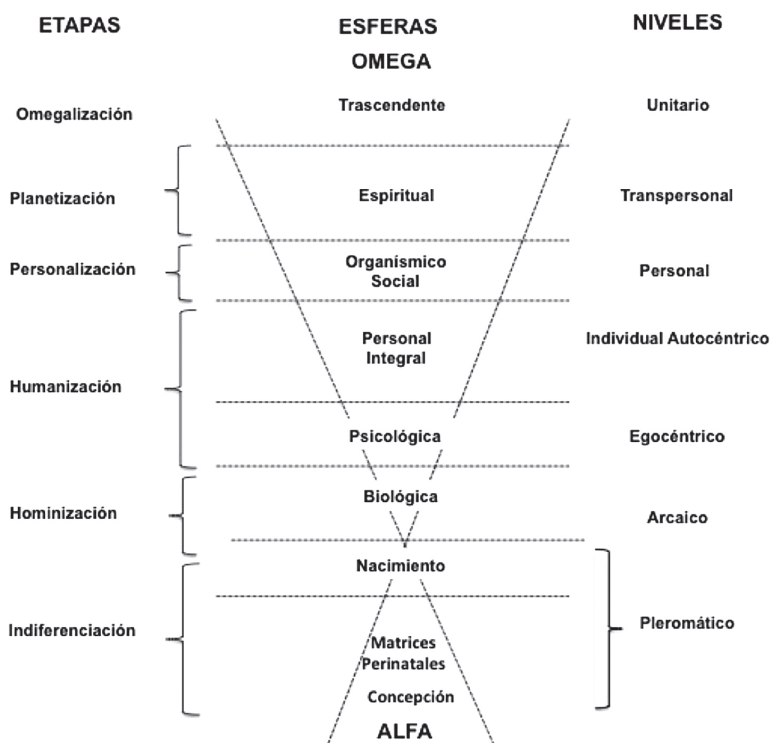 ETAPAS
ESFERAS
NIVELES
OMEGA
Omegalización
Trascendente
Unitario
Planetización
Espiritual
Transpersonal
Personalización
Organísmico
Social
Personal
Personal
Integral
Individual Autocéntrico
Humanización
Psicológica
Egocéntrico
Biológica
Hominización
Arcaico
Nacimiento
Indiferenciación
Pleromático
Matrices
Perinatales
Concepción
ALFA